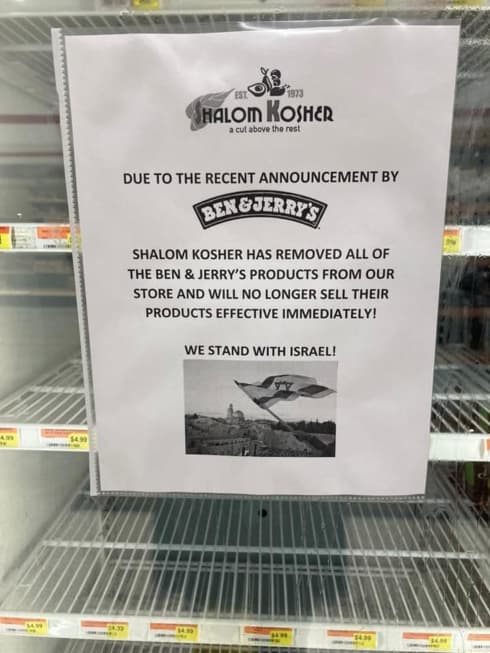 EST. 1973
SHALOM KOSHER
a cut above the rest
DUE TO THE RECENT ANNOUNCEMENT BY
BEN & JERRY'S
SHALOM KOSHER HAS REMOVED ALL OF
THE BEN & JERRY'S PRODUCTS FROM OUR
STORE AND WILL NO LONGER SELL THEIR
PRODUCTS EFFECTIVE IMMEDIATELY!
WE STAND WITH ISRAEL!
4.99 $4.99
$4.99 $4.99 $4.99 $4.99